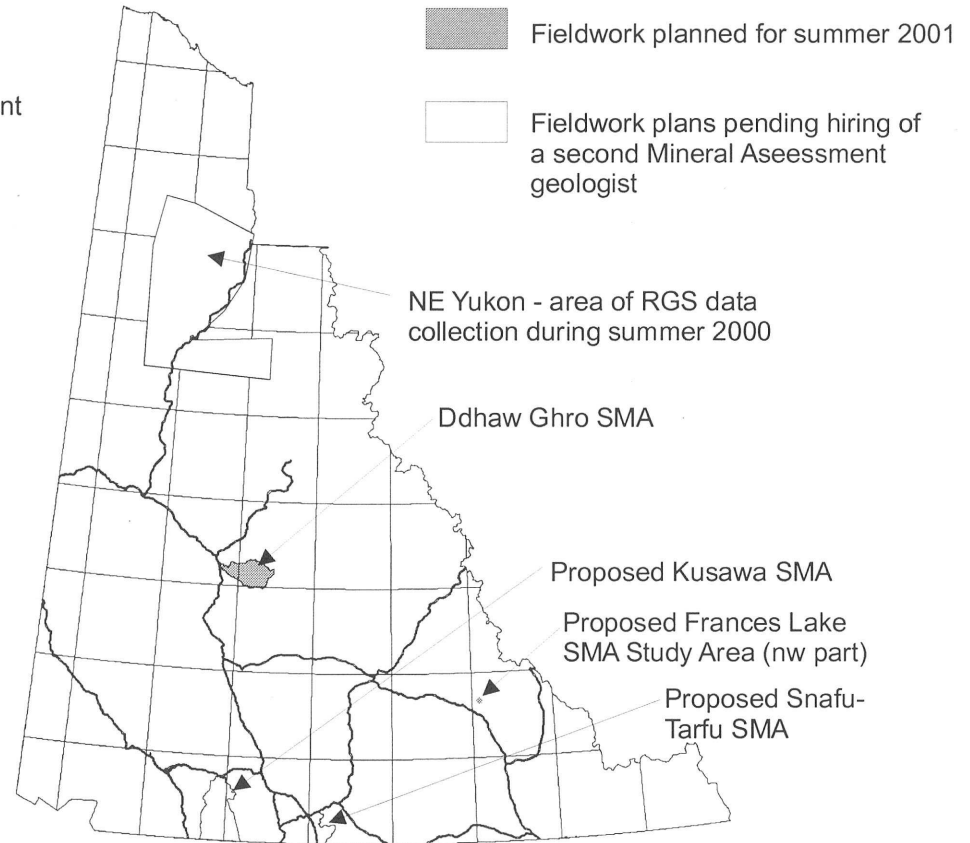 nt
Fieldwork planned for summer 2001
Fieldwork plans pending hiring of
a second Mineral Aseessment
geologist
NE Yukon - area of RGS data
collection during summer 2000
Ddhaw Ghro SMA
Proposed Kusawa SMA
Proposed Frances Lake
SMA Study Area (nw part)
Proposed Snafu-
Tarfu SMA